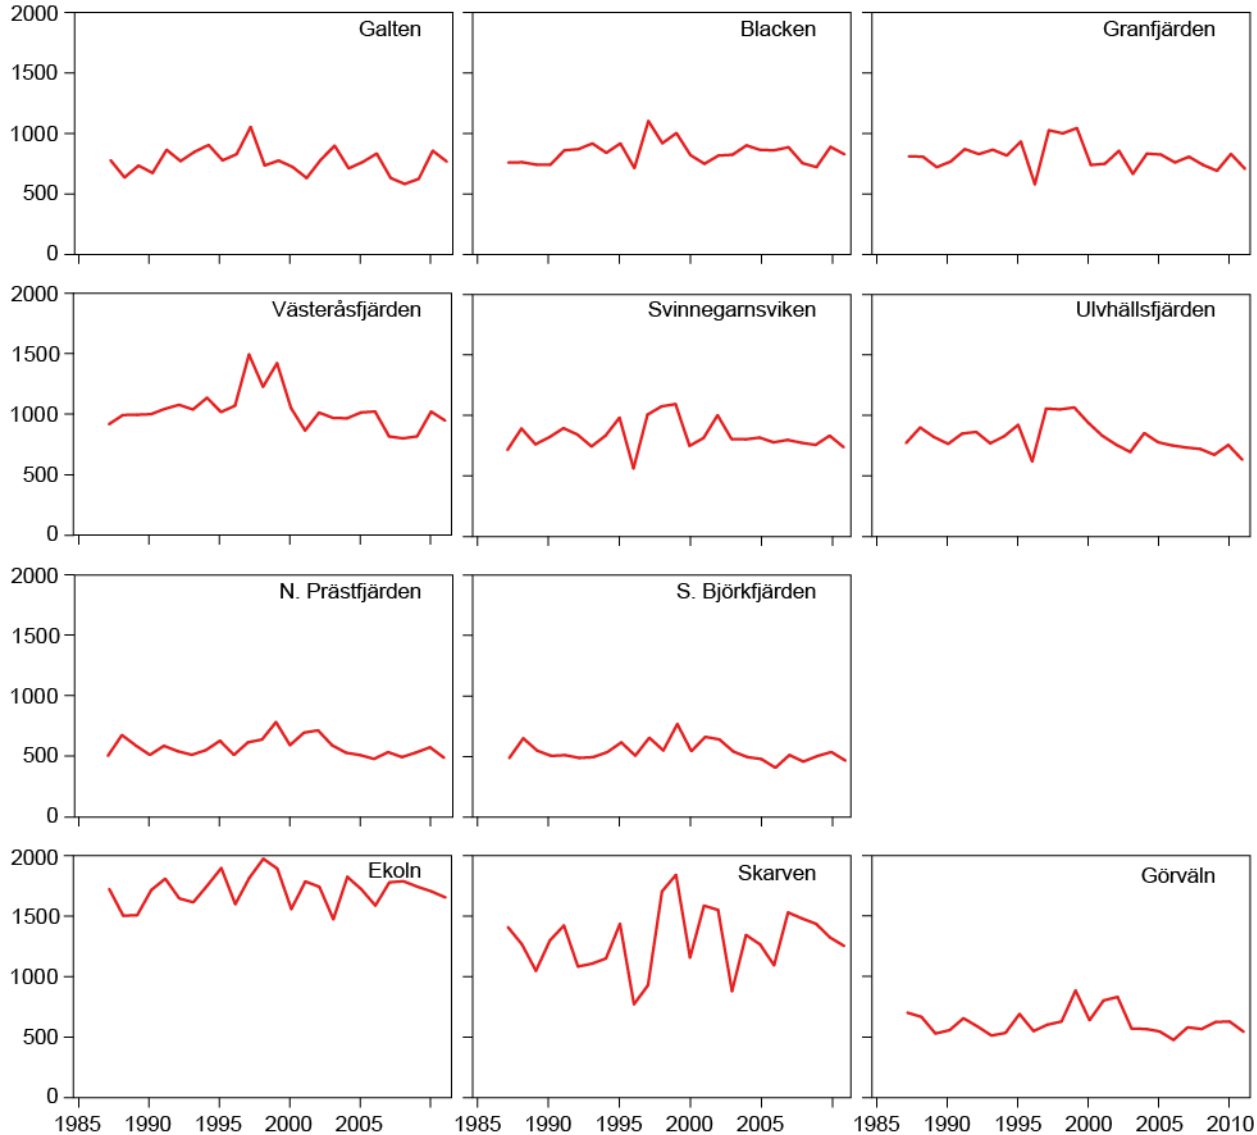 2000
Galten
Blacken
Granfjärden
1500
1000
500
0
2000
Västeråsfjärden
Svinnegarnsviken
Ulvhällsfjärden
1500
1000
500
0
2000
N. Prästfjärden
S. Björkfjärden
1500
1000
500
0
2000
Ekoln
Skarven
Görväln
1500
1000
500
0
1985 1990 1995 2000 2005 1985 1990 1995 2000 2005 1985 1990 1995 2000 2005 2010